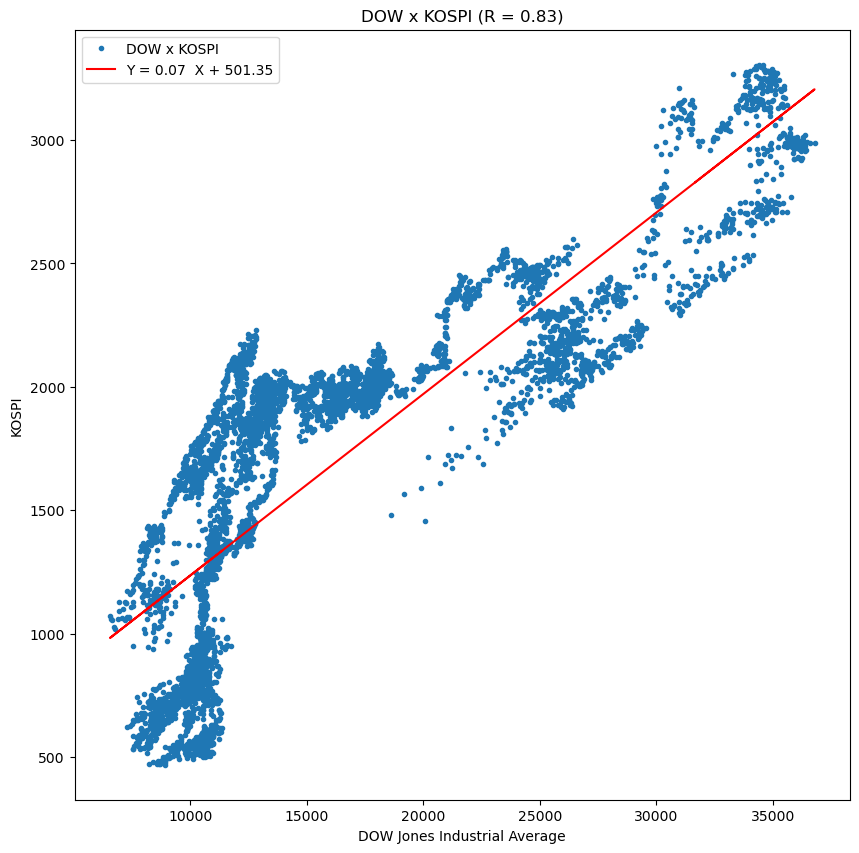 DOW x KOSPI (R = 0.83)
DOW x KOSPI
Y = 0.07  X + 501.35
KOSPI
3000
2500
2000
1500
1000
500
10000
15000
20000
25000
30000
35000
DOW Jones Industrial Average